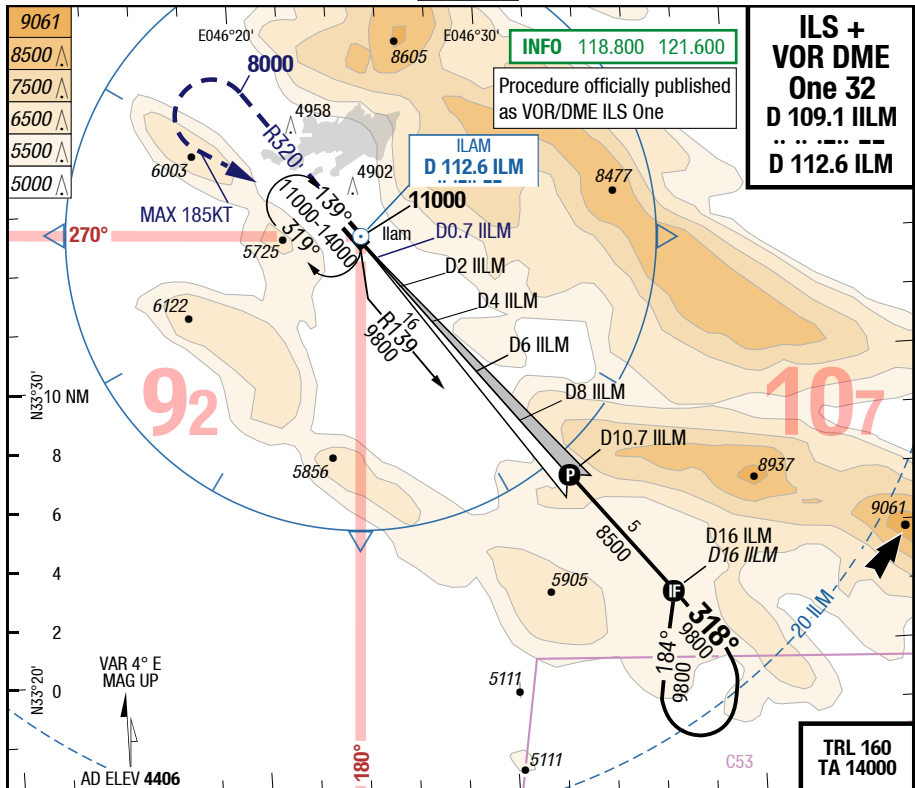 9061
8500
7500
6500
5500
5000
E046°20'
E046°30'
8605
INFO 118.800 121.600
Procedure officially published
as VOR/DME ILS One
ILS +
VOR DME
One 32
D 109.1 IILM
D 112.6 ILM
8000
4958
R320°
6003
4902
ILAM
D 112.6 ILM
8477
MAX 185KT
139°
11000-14000
319°
11000
Ilam
D0.7 IILM
270°
5725
D2 IILM
D4 IILM
6122
16
R139
9800
D6 IILM
N33°30'
10 NM
92
D8 IILM
107
D10.7 IILM
8
5856
P
8937
6
9061
5
8500
D16 ILM
D16 IILM
4
5905
IF
20 ILM
318°
9800
2
184°
9800
VAR 4° E
MAG UP
N33°20'
0
5111
5111
180°
C53
AD ELEV 4406
TRL 160
TA 14000